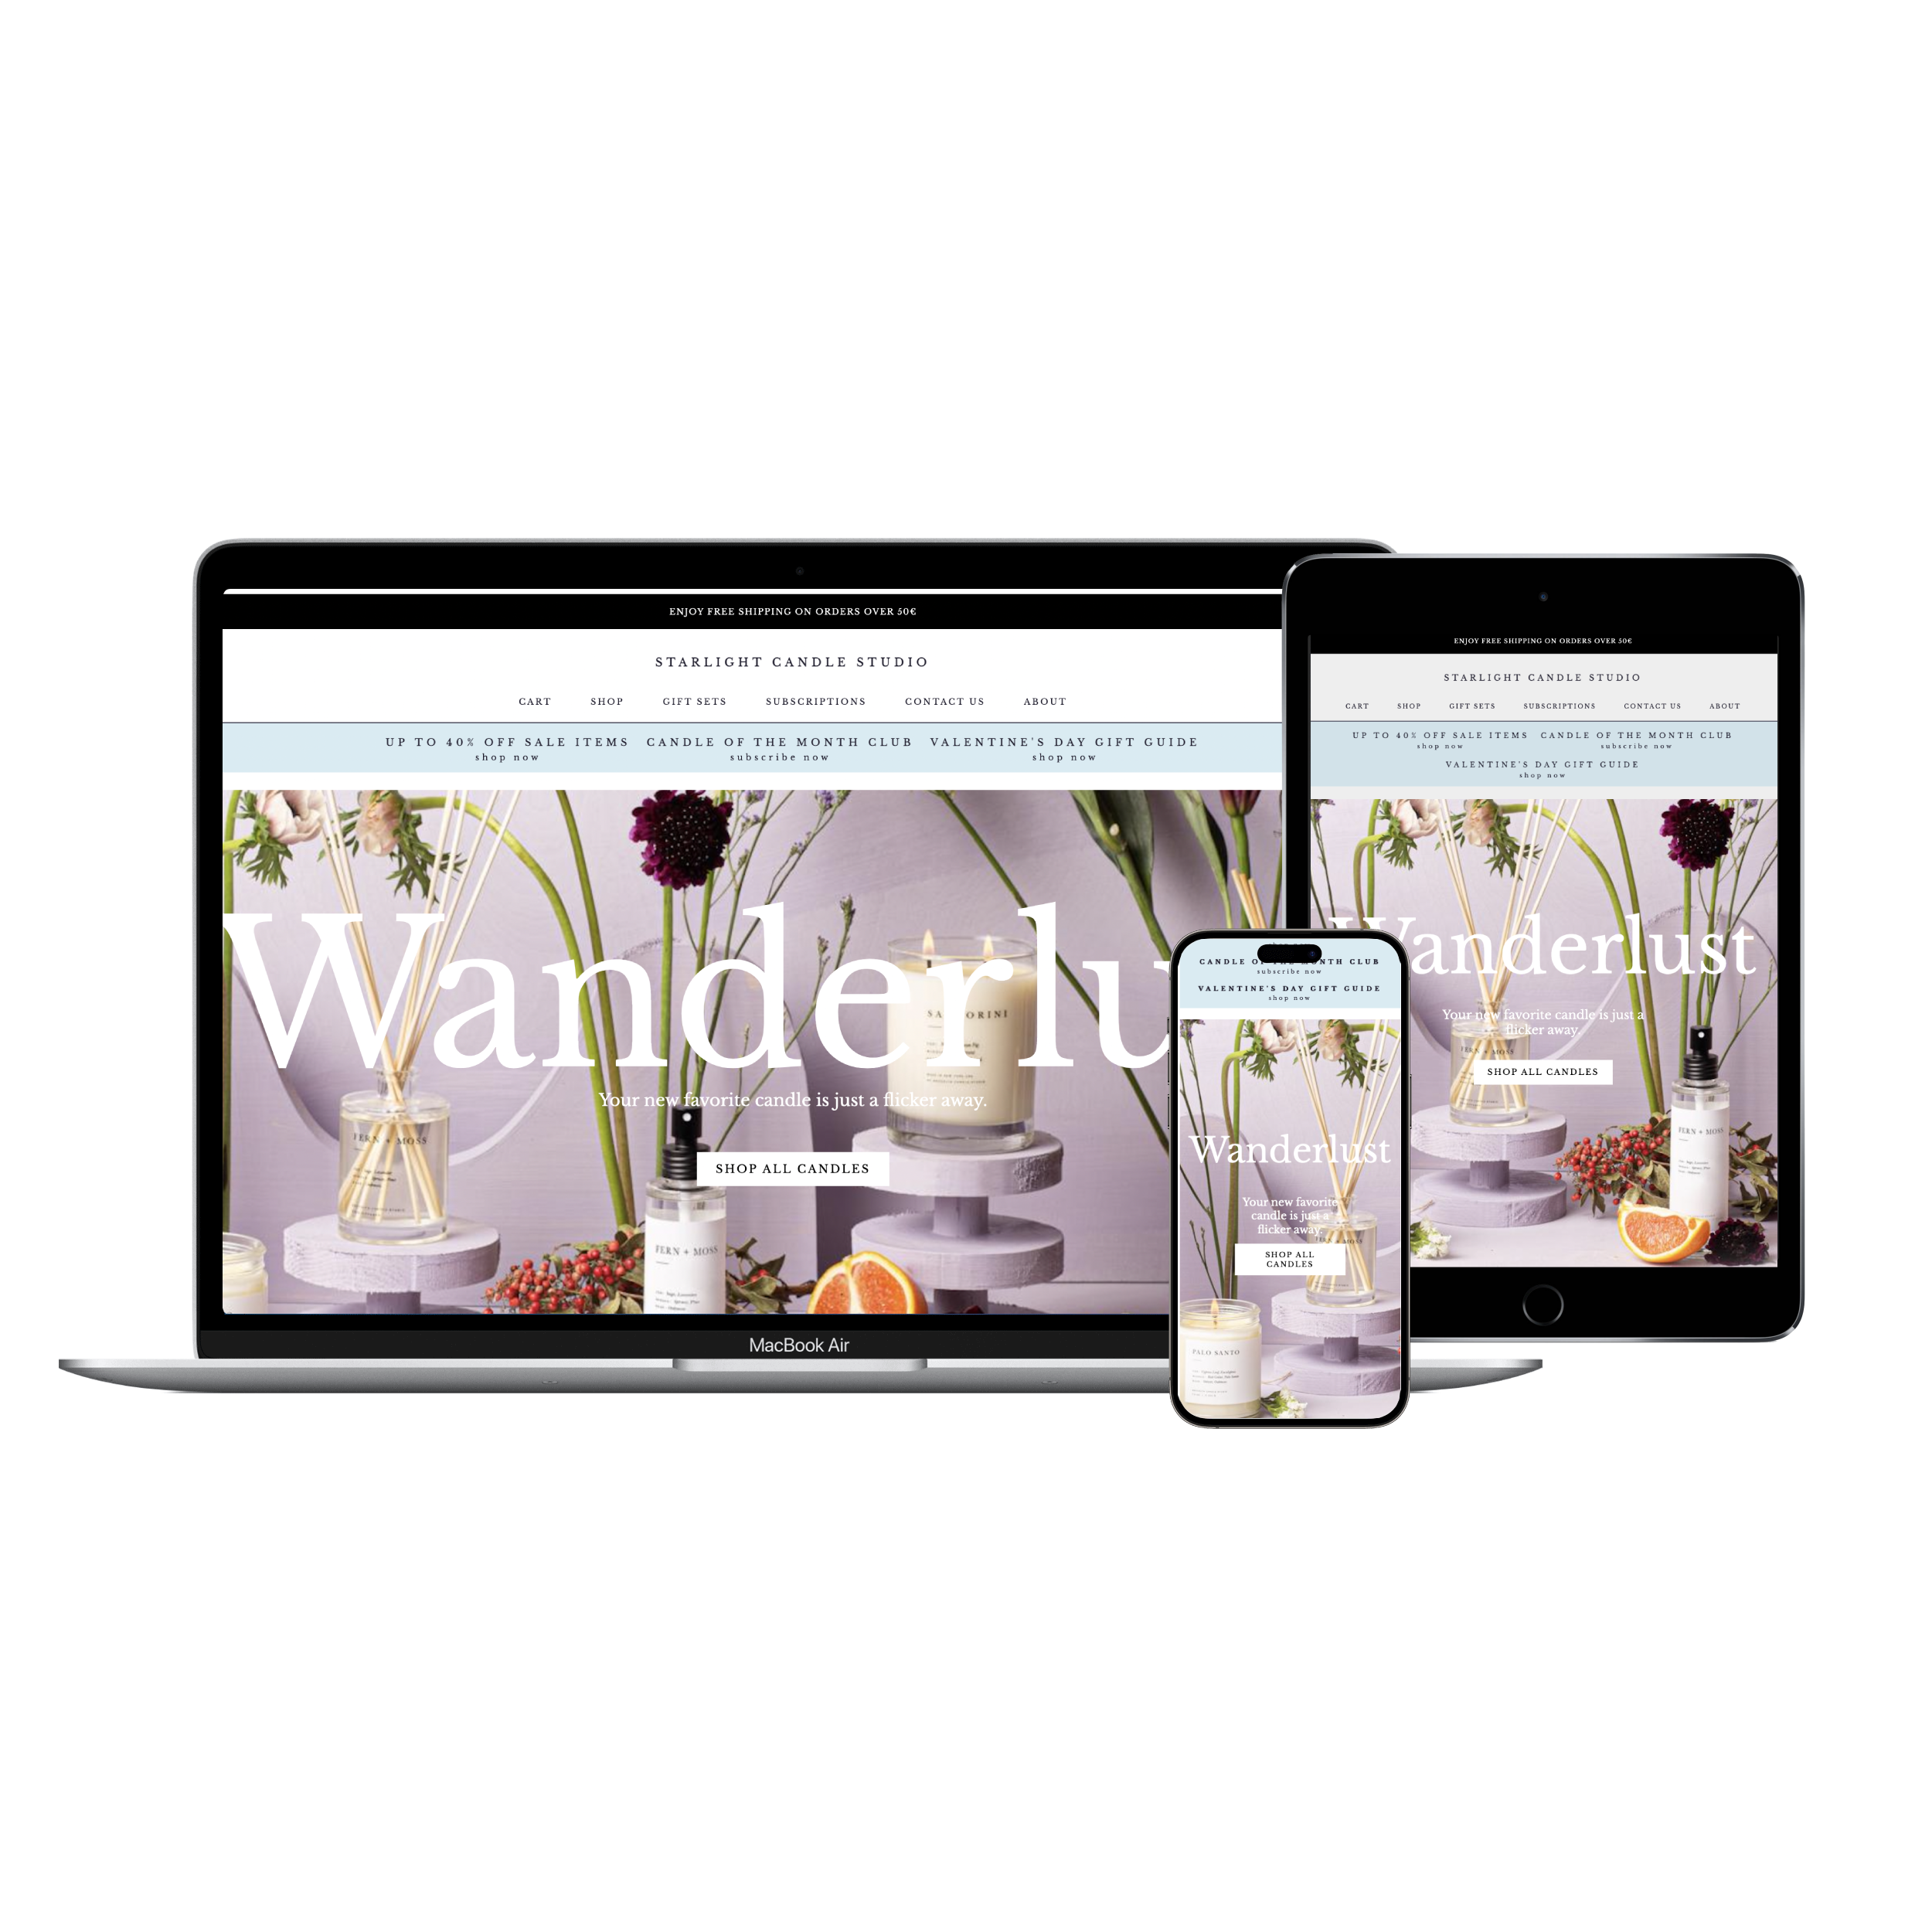 ENJOY FREE SHIPPING ON ORDERS OVER 50€
STARLIGHT CANDLE STUDIO
CART SHOP GIFT SETS SUBSCRIPTIONS CONTACT US ABOUT
UP TO 40% OFF SALE ITEMS CANDLE OF THE MONTH CLUB VALENTINE'S DAY GIFT GUIDE
shop now subscribe now shop now
Wanderlu
Your new favorite candle is just a flicker away.
SHOP ALL CANDLES
FERN + MOSS
FERN + MOSS
MacBook Air
ENJOY FREE SHIPPING ON ORDERS OVER 50€
STARLIGHT CANDLE STUDIO
CART SHOP GIFT SETS SUBSCRIPTIONS CONTACT US ABOUT
UP TO 40% OFF SALE ITEMS CANDLE OF THE MONTH CLUB
shop now subscribe now
VALENTINE'S DAY GIFT GUIDE
shop now
Wanderlust
Your new favorite candle is just a
flicker away.
SHOP ALL CANDLES
FERN + MOSS
FERN + MOSS
CANDLE OF THE MONTH CLUB
subscribe now
VALENTINE'S DAY GIFT GUIDE
shop now
Wanderlust
Your new favorite
candle is just a
flicker away.
SHOP ALL
CANDLES
PALO SANTO